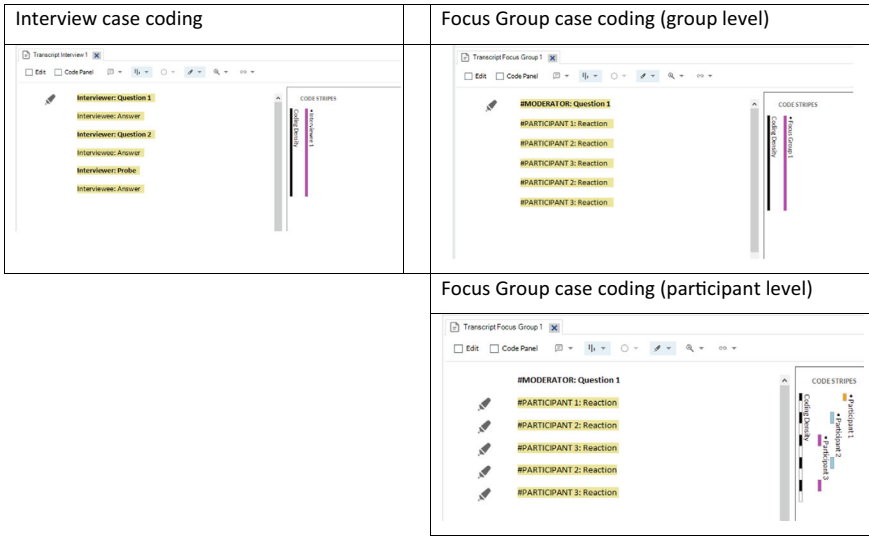 Interview case coding
Transcript Interview 1
Edit Code Panel
Interviewer: Question 1
Interviewee: Answer
Interviewer: Question 2
Interviewee: Answer
Interviewer: Probe
Interviewee: Answer
CODE STRIPES
Coding Density
Interviewer 1
Focus Group case coding (group level)
Transcript Focus Group 1
Edit Code Panel
#MODERATOR: Question 1
#PARTICIPANT 1: Reaction
#PARTICIPANT 2: Reaction
#PARTICIPANT 3: Reaction
#PARTICIPANT 2: Reaction
#PARTICIPANT 3: Reaction
CODE STRIPES
Coding Density
Focus Group 1
Focus Group case coding (participant level)
Transcript Focus Group 1
Edit Code Panel
#MODERATOR: Question 1
#PARTICIPANT 1: Reaction
#PARTICIPANT 2: Reaction
#PARTICIPANT 3: Reaction
#PARTICIPANT 2: Reaction
#PARTICIPANT 3: Reaction
CODE STRIPES
Coding Density
Participant 3
Participant 2
Participant 1